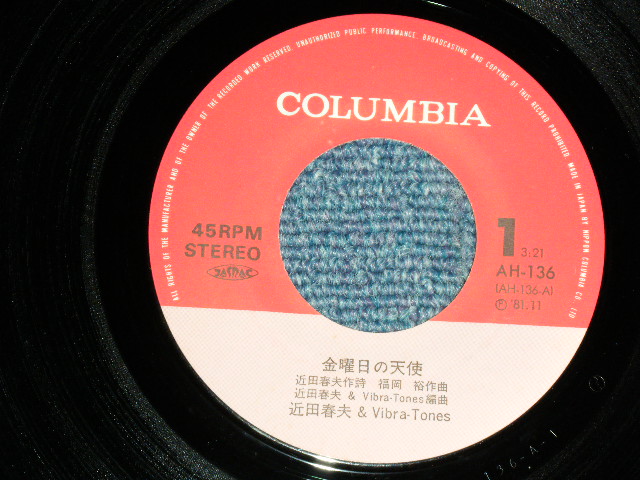 ALL RIGHTS OF THE MANUFACTURER AND OF THE OWNER OF THE RECORDED WORK RESERVED. UNAUTHORIZED PUBLIC PERFORMANCE, BROADCASTING AND COPYING OF THIS RECORD PROHIBITED. MADE IN JAPAN BY NIPPON COLUMBIA CO., LTD.
COLUMBIA
45RPM
STEREO
1
3:21
AH-136
(AH-136-A)
Ⓟ '81.11
金曜日の天使
近田春夫作詩 福岡 裕作曲
近田春夫 & Vibra-Tones編曲
近田春夫 & Vibra-Tones
136-A-1